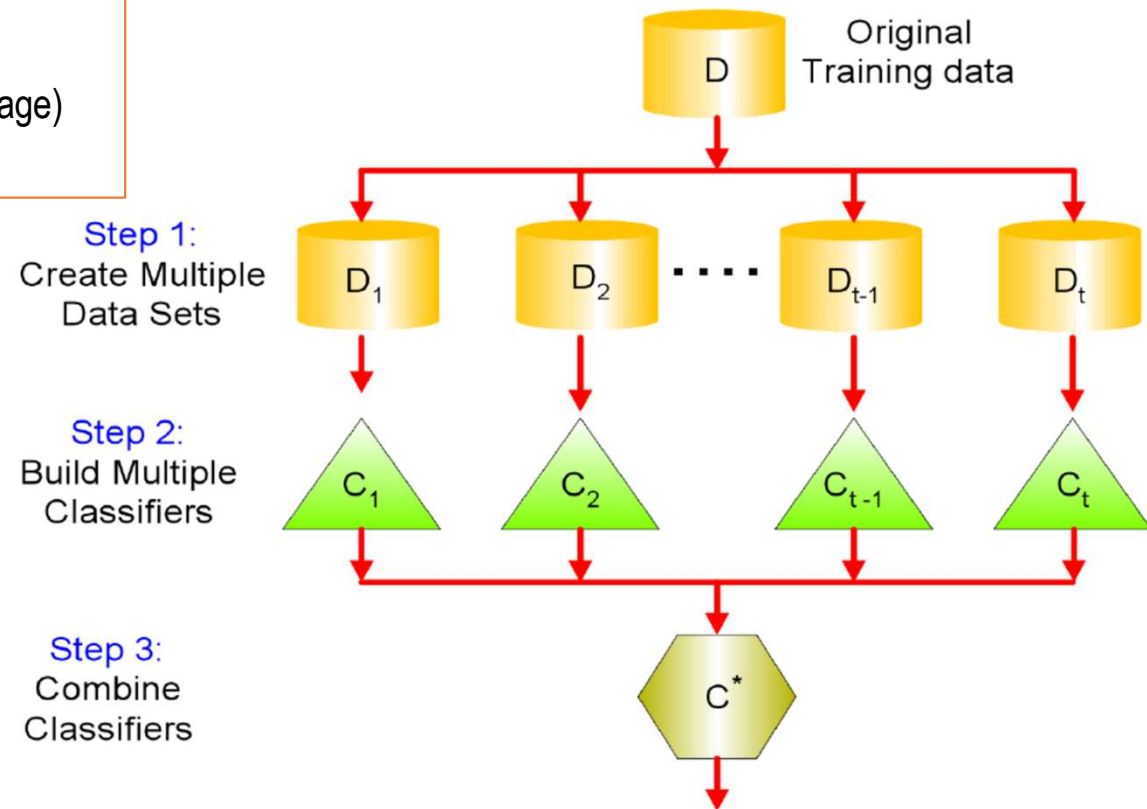 age)
Original
Training data
D
Step 1:
Create Multiple
Data Sets
D₁
D₂
····
Dₜ₋₁
Dₜ
Step 2:
Build Multiple
Classifiers
C₁
C₂
Cₜ₋₁
Cₜ
Step 3:
Combine
Classifiers
C*